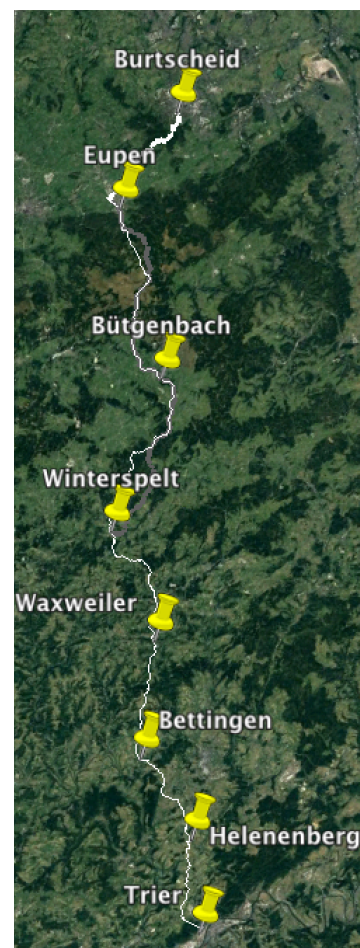 Burtscheid
Eupen
Bütgenbach
Winterspelt
Waxweiler
Bettingen
Helenenberg
Trier